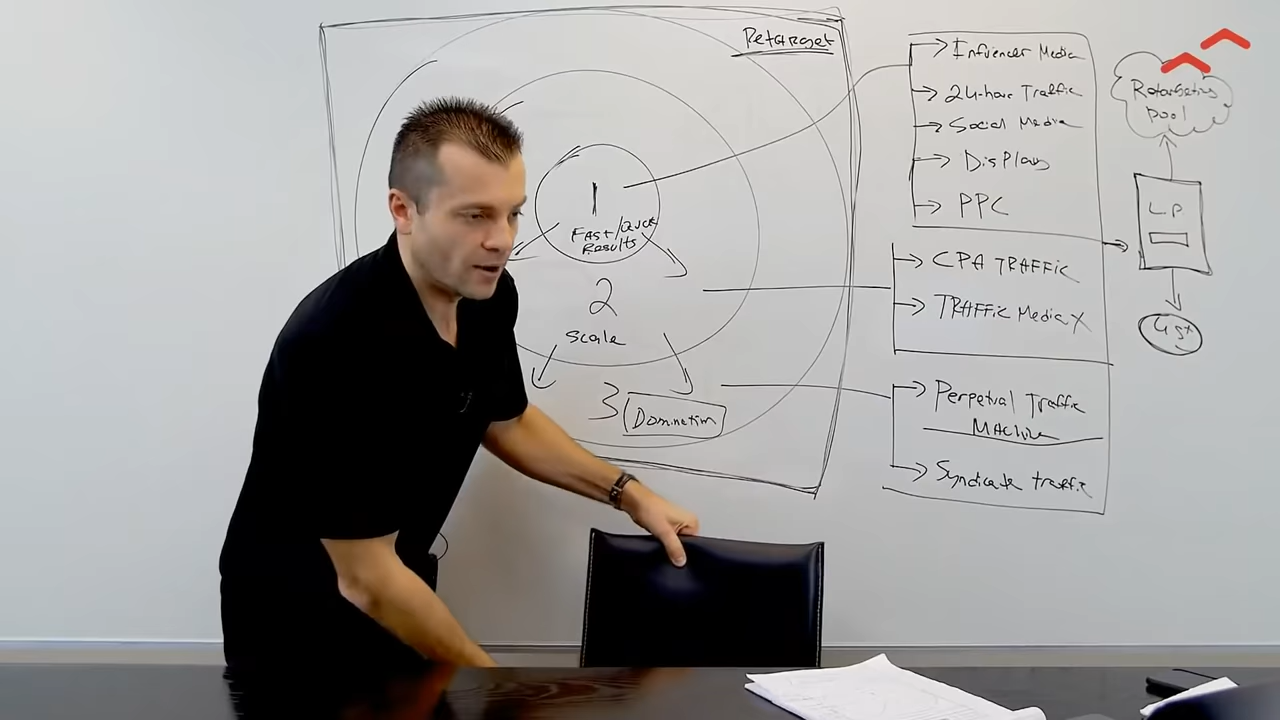 Retarget
1
FAST/Quick
Results
2
Scale
3
Domination
Influencer Media
24-hour Traffic
Social Media
Display
PPC
CPA TRAFFIC
TRAFFIC Media X
Perpetual Traffic
MACHine
Syndicate traffic
Retargeting
Pool
LP
List